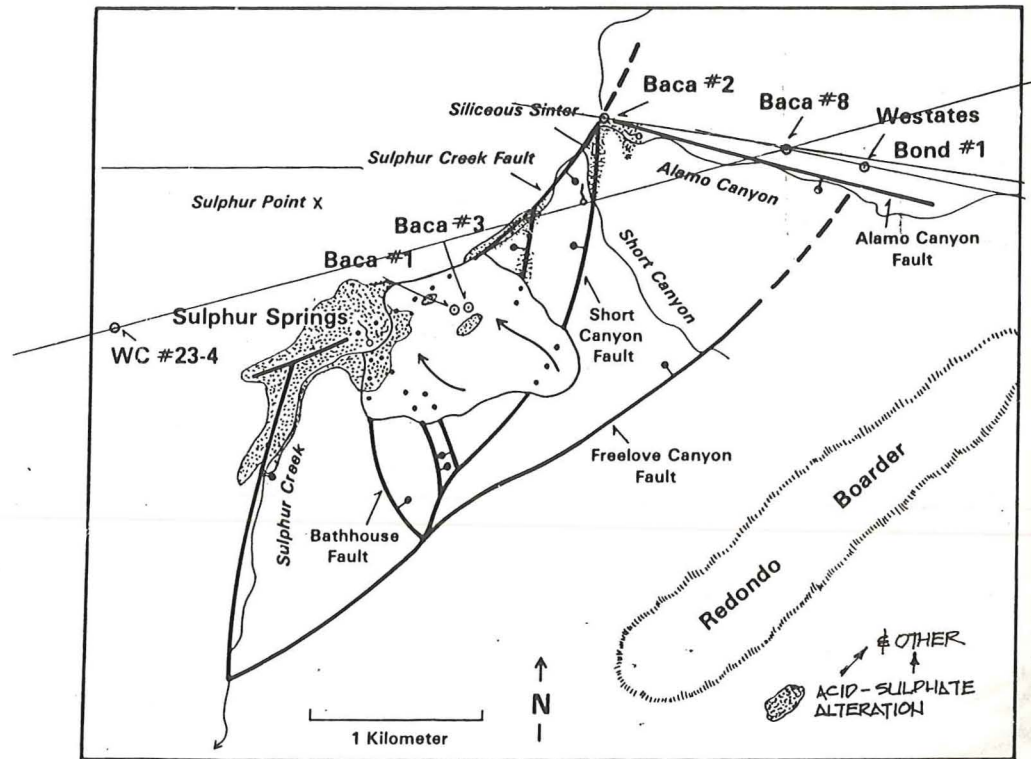 Baca #2
Siliceous Sinter
Baca #8
Westates
Bond #1
Sulphur Creek Fault
Alamo Canyon
Sulphur Point x
Baca #3
Alamo Canyon
Fault
Baca #1
Short Canyon
Sulphur Springs
Short
Canyon
Fault
WC #23-4
Freelove Canyon
Fault
Boarder
Redondo
Sulphur Creek
Bathhouse
Fault
N
1 Kilometer
& OTHER
ACID-SULPHATE
ALTERATION